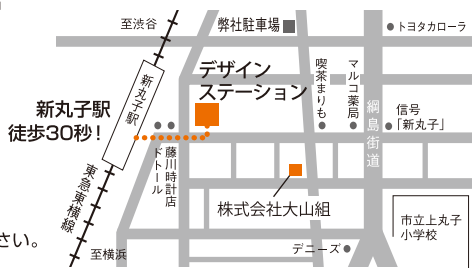 至渋谷
弊社駐車場
トヨタカローラ
デザイン
ステーション
喫茶まりも
マルコ薬局
綱島街道
信号
「新丸子」
新丸子駅
新丸子駅
徒歩30秒!
東急東横線
ドトール
藤川時計店
株式会社大山組
市立上丸子
小学校
デニーズ
さい。
至横浜